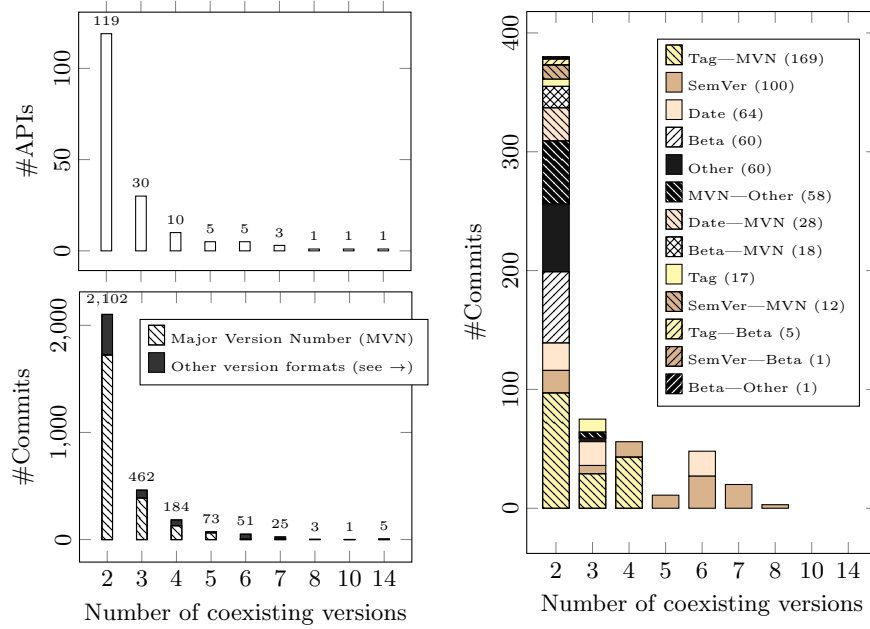 119
30
10
5
5
3
1
1
1
0
50
100
#APIs
2,102
462
184
73
51
25
3
1
5
Major Version Number (MVN)
Other version formats (see →)
0
1,000
2,000
#Commits
2 3 4 5 6 7 8 10 14
Number of coexisting versions
Tag—MVN (169)
SemVer (100)
Date (64)
Beta (60)
Other (60)
MVN—Other (58)
Date—MVN (28)
Beta—MVN (18)
Tag (17)
SemVer—MVN (12)
Tag—Beta (5)
SemVer—Beta (1)
Beta—Other (1)
0
100
200
300
400
#Commits
2 3 4 5 6 7 8 10 14
Number of coexisting versions